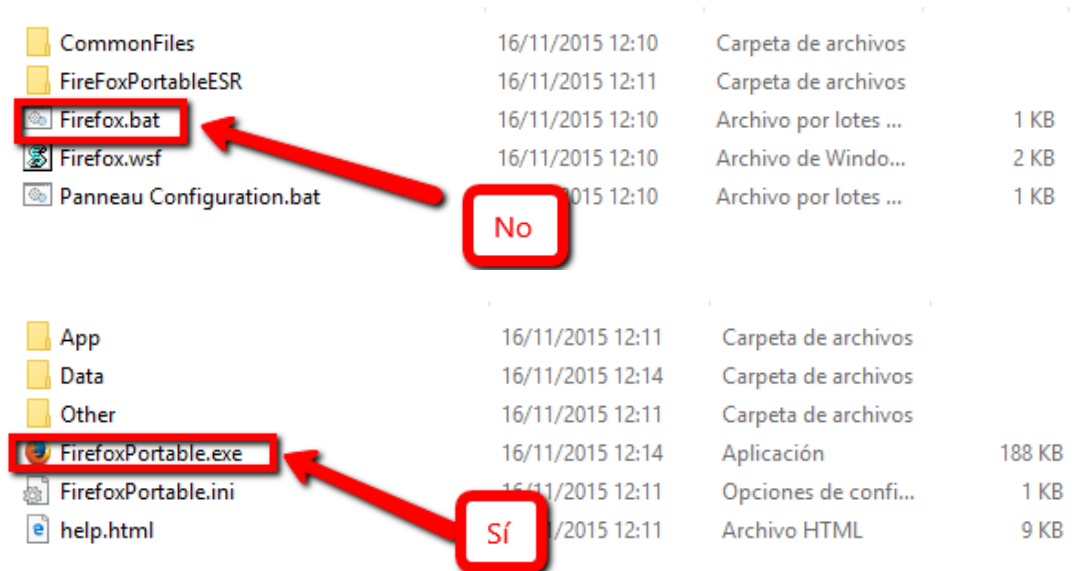 CommonFiles 16/11/2015 12:10 Carpeta de archivos
FireFoxPortableESR 16/11/2015 12:11 Carpeta de archivos
Firefox.bat 16/11/2015 12:10 Archivo por lotes ... 1 KB
Firefox.wsf 16/11/2015 12:10 Archivo de Windo... 2 KB
Panneau Configuration.bat 015 12:10 Archivo por lotes ... 1 KB
No
App 16/11/2015 12:11 Carpeta de archivos
Data 16/11/2015 12:14 Carpeta de archivos
Other 16/11/2015 12:11 Carpeta de archivos
FirefoxPortable.exe 16/11/2015 12:14 Aplicación 188 KB
FirefoxPortable.ini 16/11/2015 12:11 Opciones de confi... 1 KB
help.html /2015 12:11 Archivo HTML 9 KB
Sí